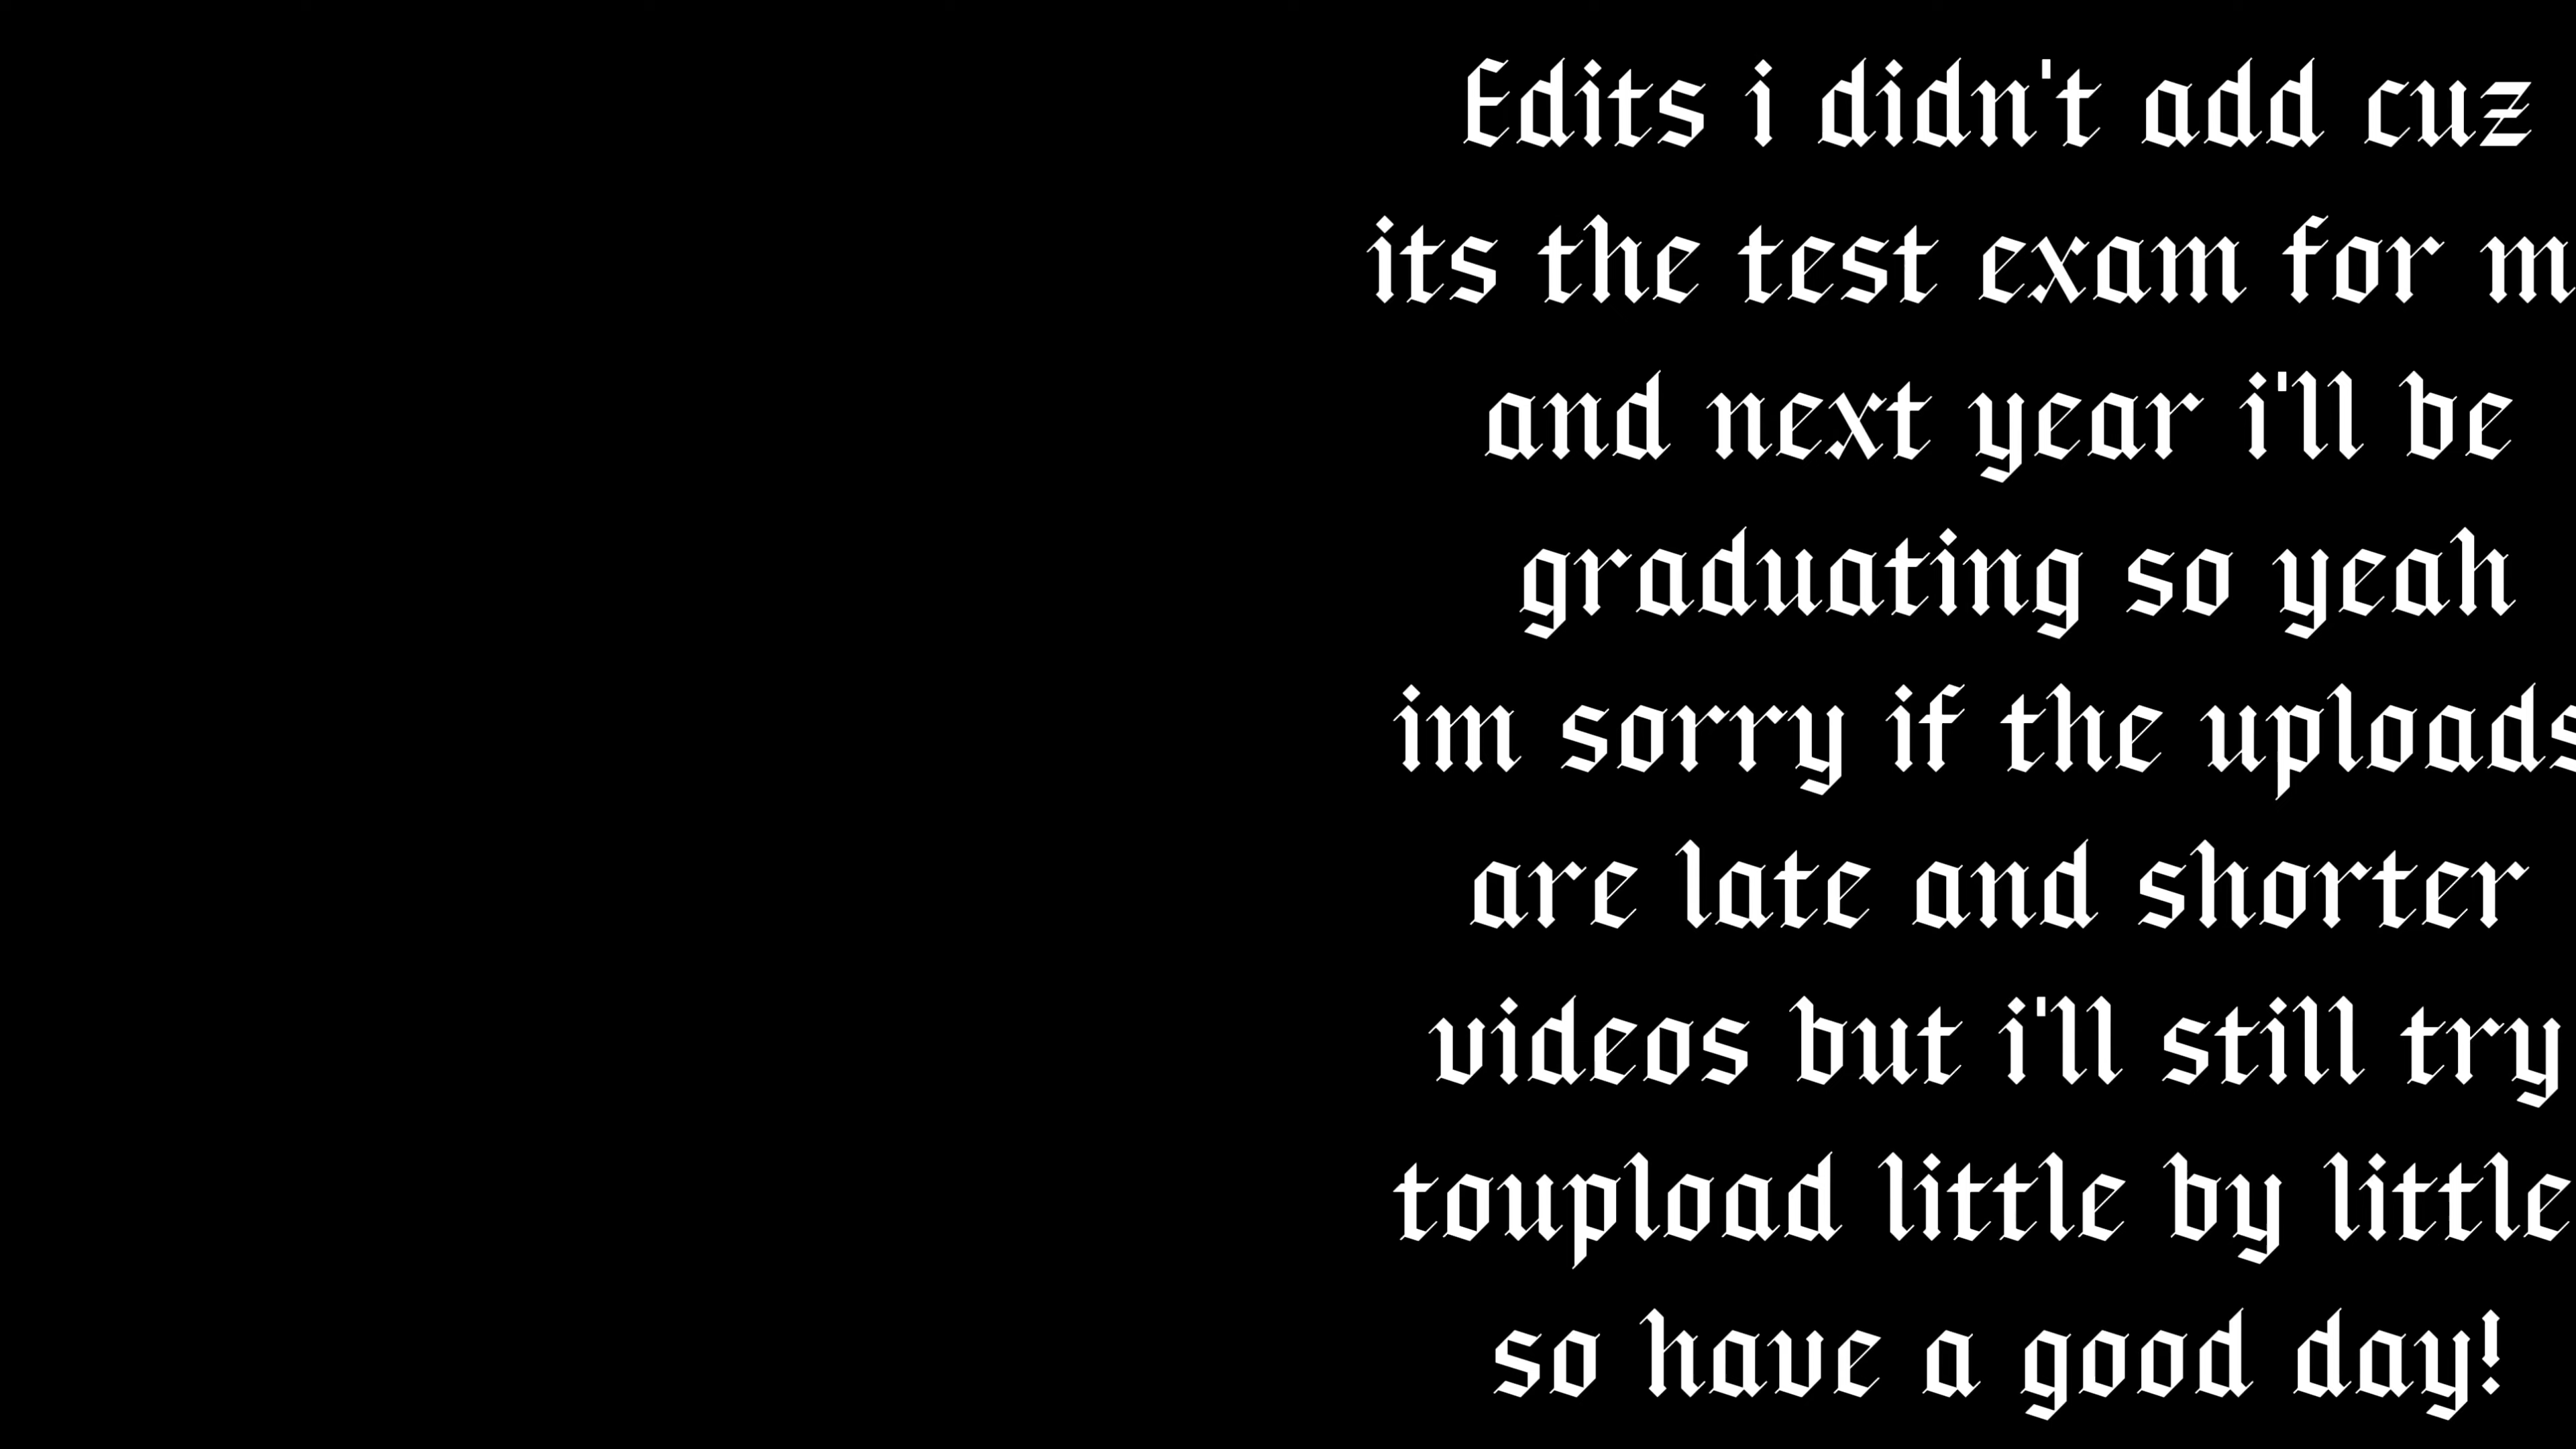 Edits i didn't add cuz
its the test exam for m
and next year i'll be
graduating so yeah
im sorry if the uploads
are late and shorter
videos but i'll still try
toupload little by little
so have a good day!